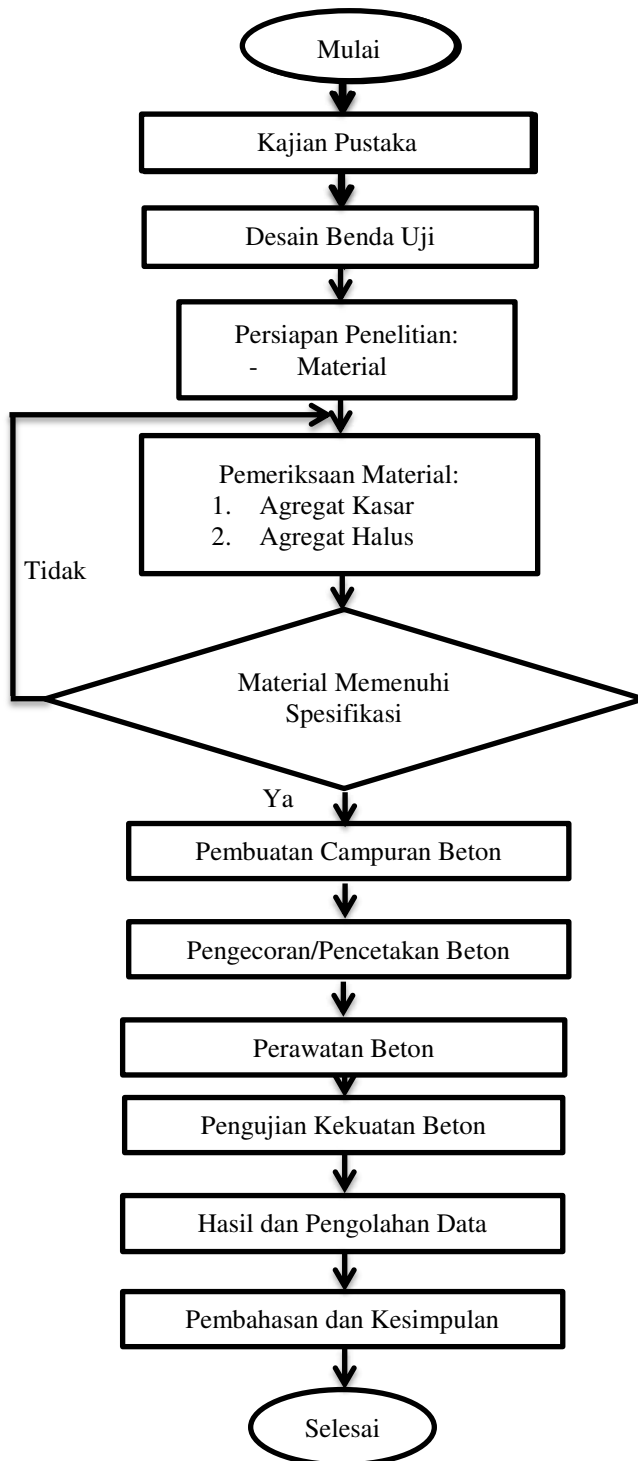 Mulai
Kajian Pustaka
Desain Benda Uji
Persiapan Penelitian:
- Material
Pemeriksaan Material:
1. Agregat Kasar
2. Agregat Halus
Tidak
Material Memenuhi
Spesifikasi
Ya
Pembuatan Campuran Beton
Pengecoran/Pencetakan Beton
Perawatan Beton
Pengujian Kekuatan Beton
Hasil dan Pengolahan Data
Pembahasan dan Kesimpulan
Selesai